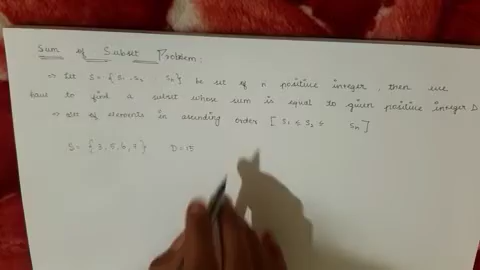 Sum of Subset Problem:
⇒ Let S = { S1, S2 Sn } be set of n positive integer, then we
have to find a subset whose sum is equal to given positive integer D
⇒ set of elements is asending order [ S1 ≤ S2 ≤ Sn ]
S = { 3, 5, 6, 7 } D = 15